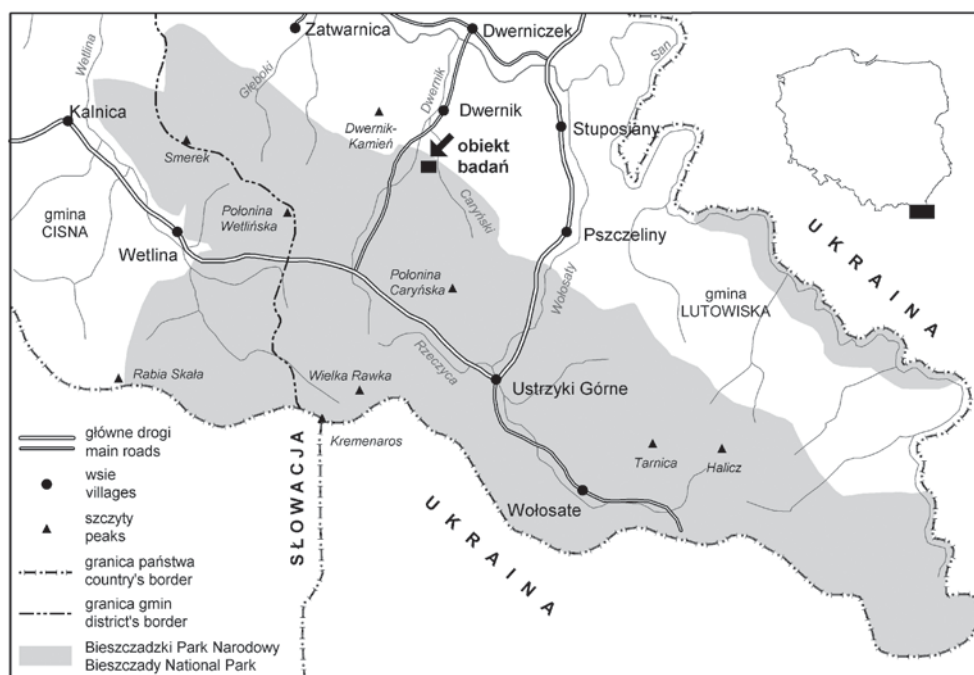 Zatwarnica
Dwerniczek
Wetlina
Głęboki
Dwernik
San
Kalnica
Dwernik-
Kamień
Dwernik
obiekt
badań
Stuposiany
Smerek
Caryński
gmina
CISNA
Połonina
Wetlińska
Wetlina
Pszczeliny
UKRAINA
Połonina
Caryńska
Wołosaty
gmina
LUTOWISKA
Rzeczyca
Rabia Skała
Wielka Rawka
Ustrzyki Górne
Kremenaros
Tarnica
Halicz
SŁOWACJA
UKRAINA
Wołosate
główne drogi
main roads
wsie
villages
szczyty
peaks
granica państwa
country's border
granica gmin
district's border
Bieszczadzki Park Narodowy
Bieszczady National Park